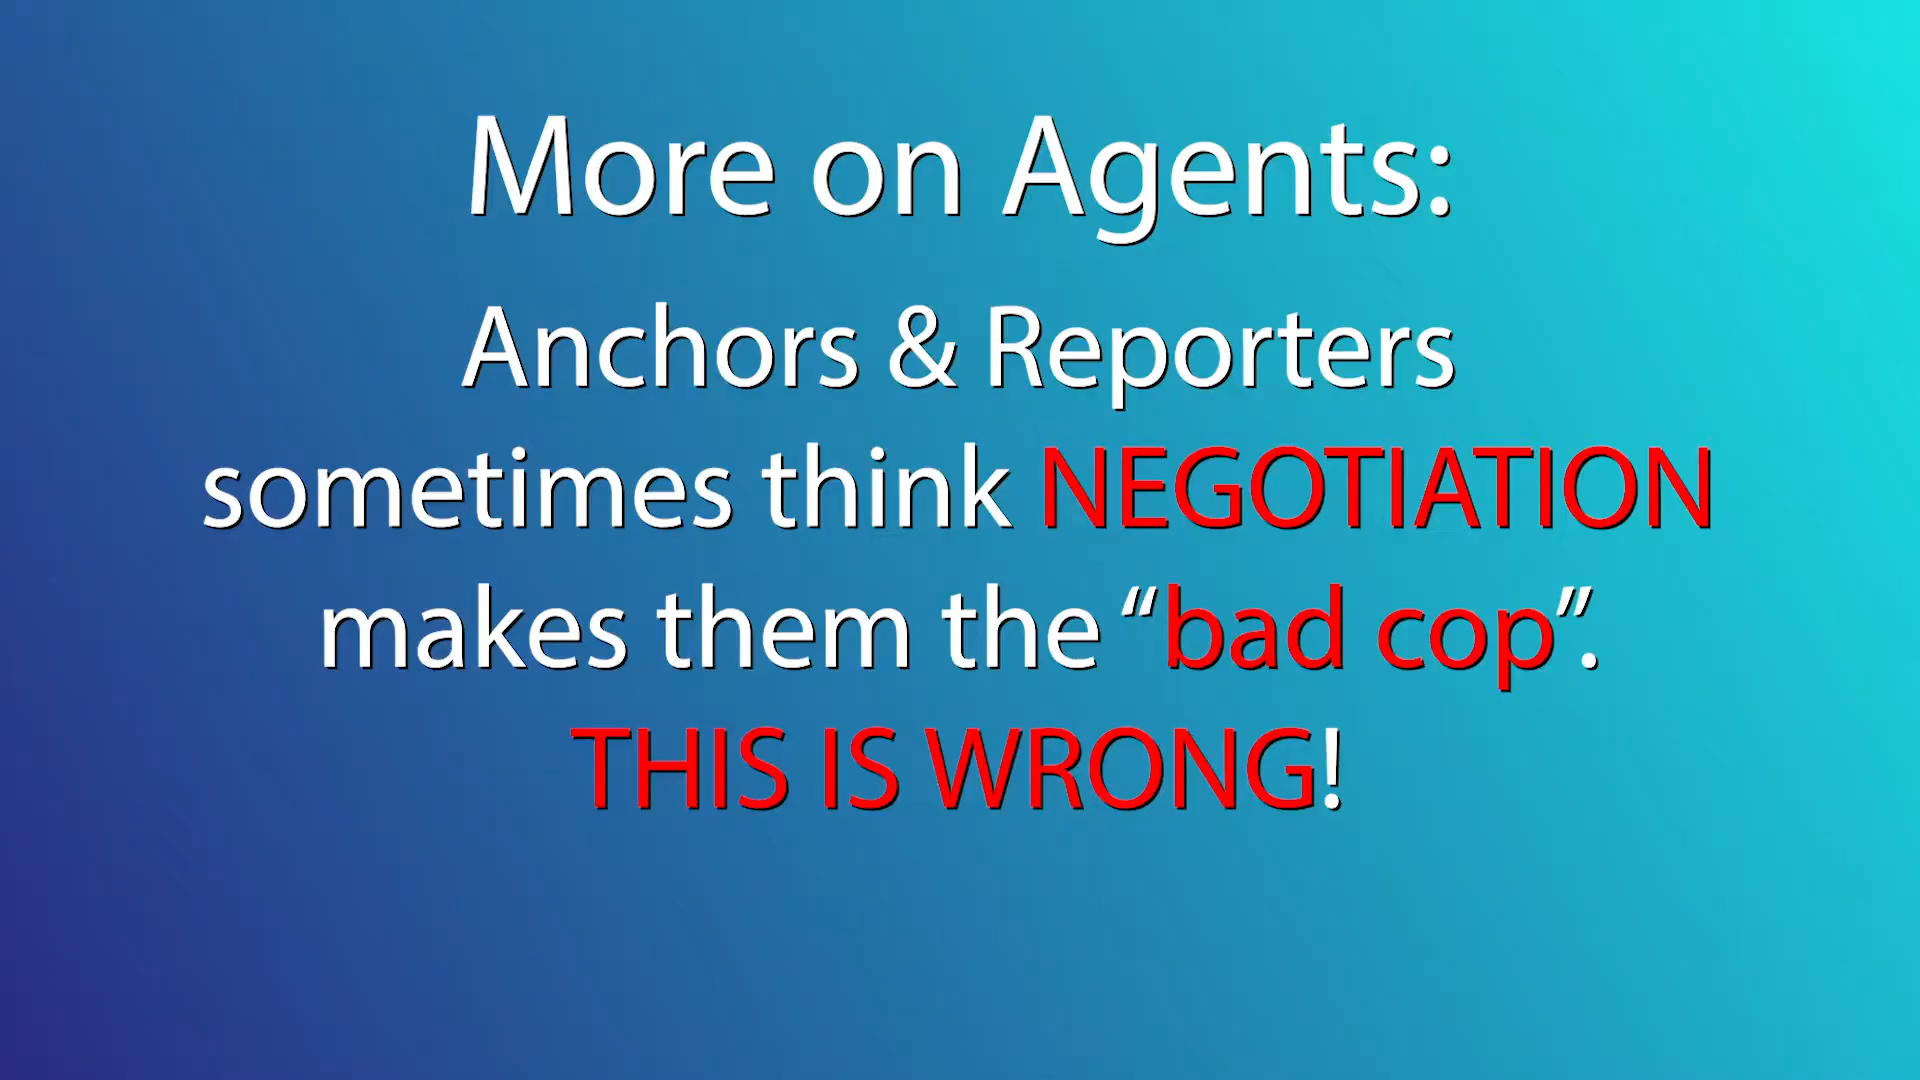 More on Agents:
Anchors & Reporters
sometimes think NEGOTIATION
makes them the “bad cop”.
THIS IS WRONG!